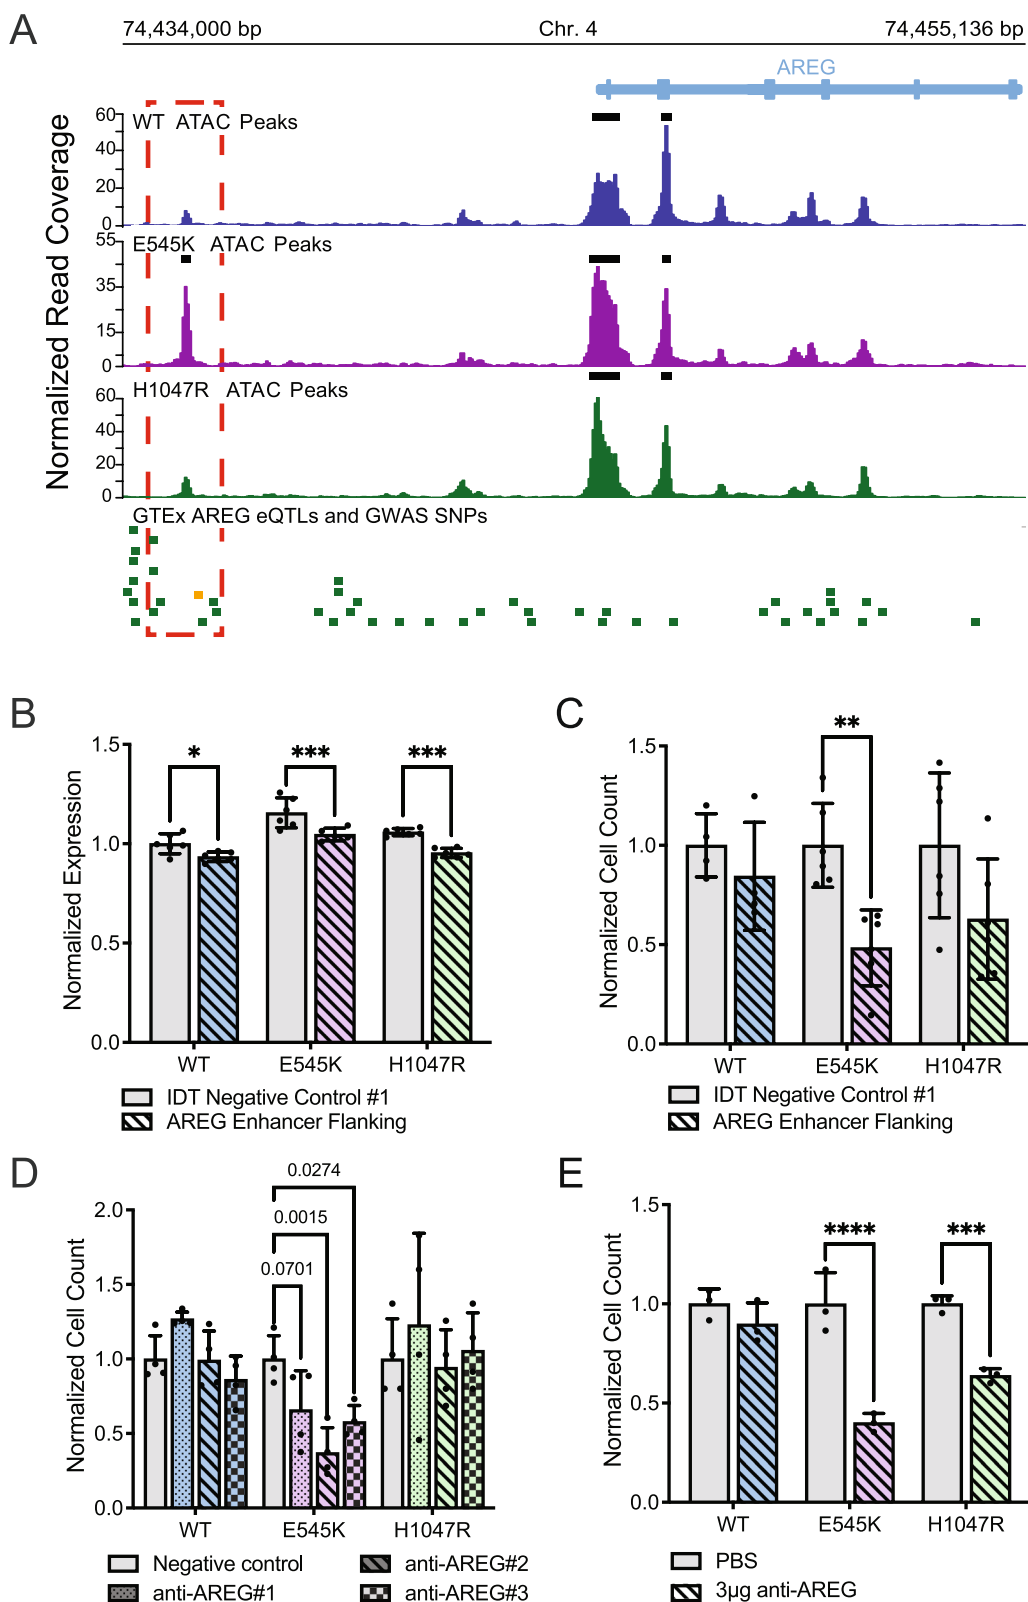 A
74,434,000 bp Chr. 4 74,455,136 bp
AREG
Normalized Read Coverage
WT ATAC Peaks
60
20
0
E545K ATAC Peaks
55
35
15
0
H1047R ATAC Peaks
60
20
0
GTEx AREG eQTLs and GWAS SNPs
B
Normalized Expression
1.5
1.0
0.5
0.0
* *** ***
WT E545K H1047R
IDT Negative Control #1
AREG Enhancer Flanking
C
Normalized Cell Count
1.5
1.0
0.5
0.0
**
WT E545K H1047R
IDT Negative Control #1
AREG Enhancer Flanking
D
Normalized Cell Count
2.0
1.5
1.0
0.5
0.0
0.0274
0.0015
0.0701
WT E545K H1047R
Negative control anti-AREG#2
anti-AREG#1 anti-AREG#3
E
Normalized Cell Count
1.5
1.0
0.5
0.0
**** ***
WT E545K H1047R
PBS
3µg anti-AREG